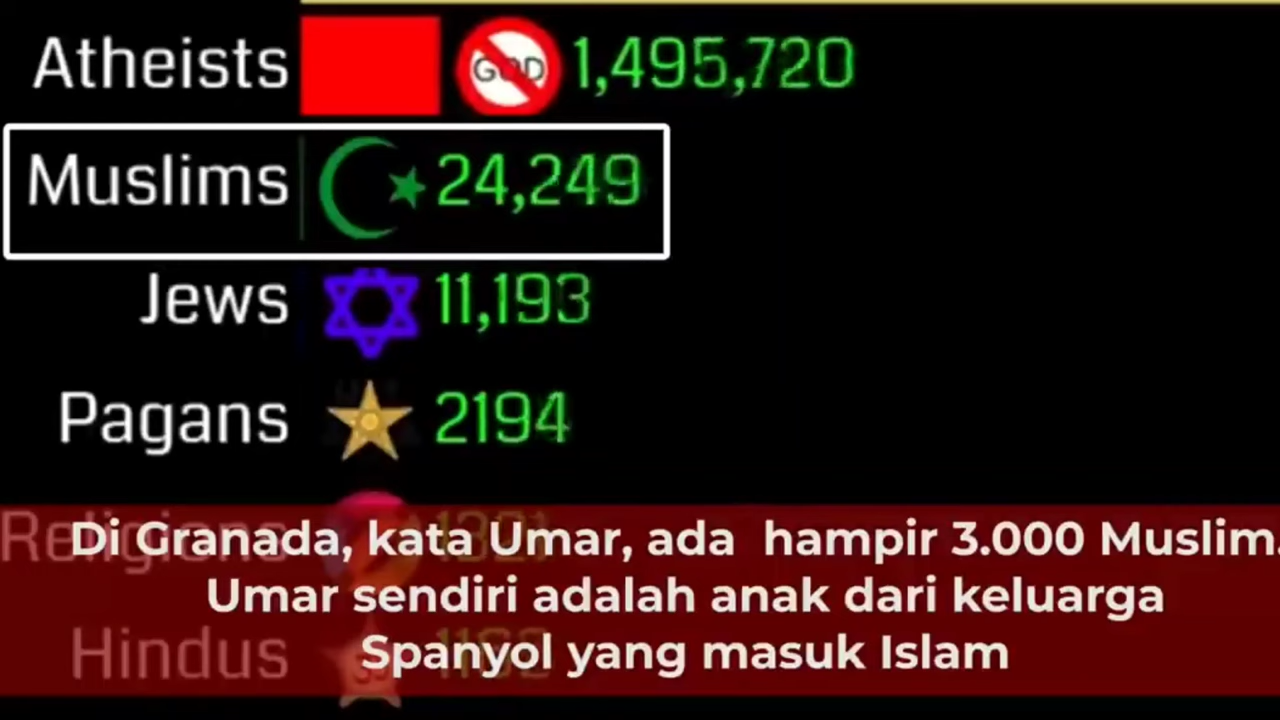 Atheists GOD 1,495,720
Muslims 24,249
Jews 11,193
Pagans 2194
Religions
Di Granada, kata Umar, ada hampir 3.000 Muslim.
Umar sendiri adalah anak dari keluarga
Hindus
Spanyol yang masuk Islam